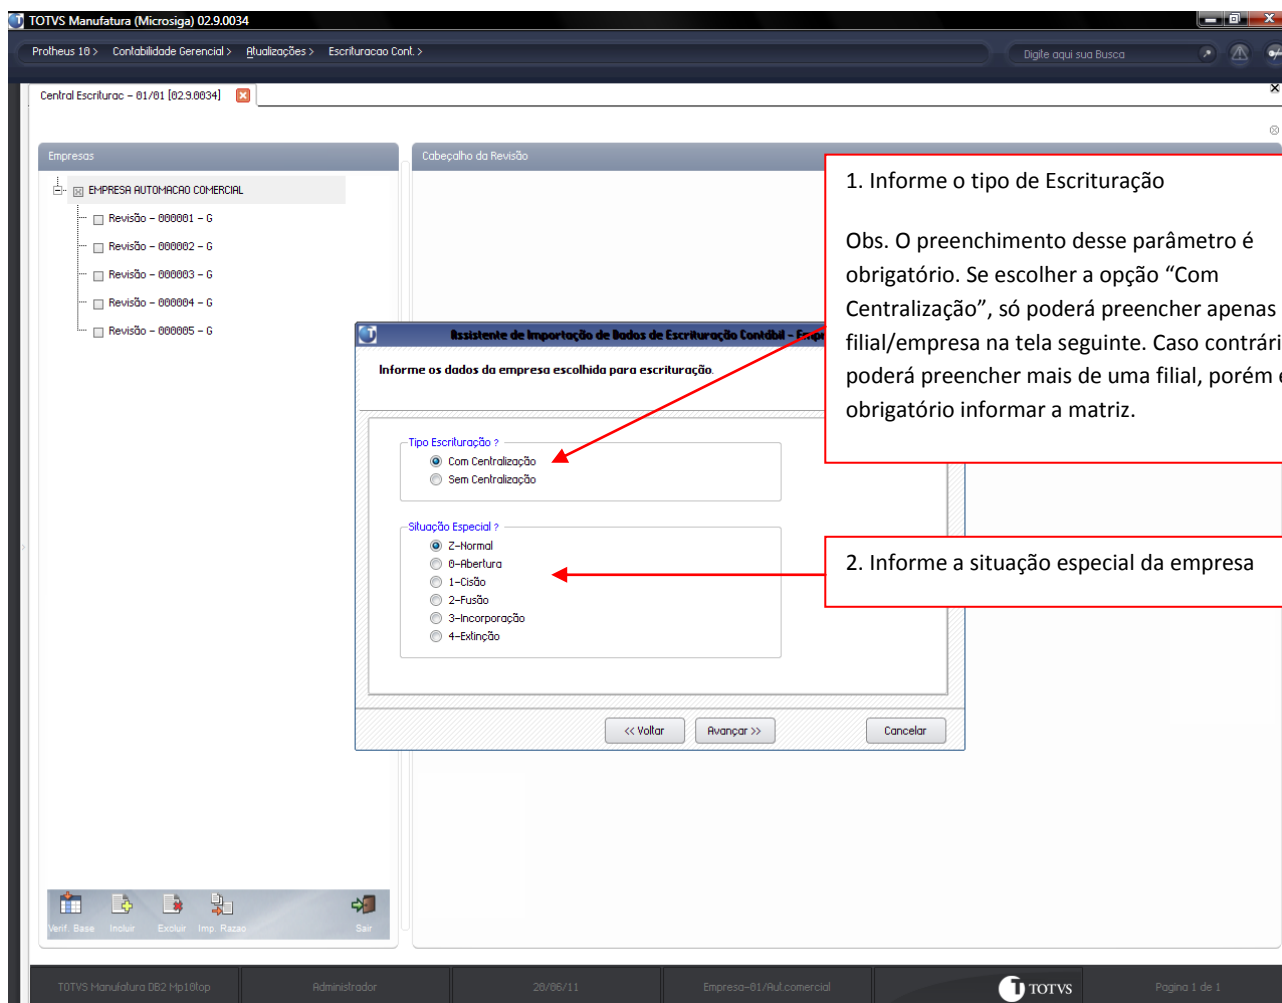 TOTVS Manufatura (Microsiga) 02.9.0034
Protheus 10 > Contabilidade Gerencial > Atualizações > Escrituracao Cont. >
Digite aqui sua Busca
Central Escriturac - 01/01 [02.9.0034]
Empresas
Cabeçalho da Revisão
EMPRESA AUTOMACAO COMERCIAL
Revisão - 000001 - G
Revisão - 000002 - G
Revisão - 000003 - G
Revisão - 000004 - G
Revisão - 000005 - G
1. Informe o tipo de Escrituração
Obs. O preenchimento desse parâmetro é
obrigatório. Se escolher a opção “Com
Centralização”, só poderá preencher apenas
filial/empresa na tela seguinte. Caso contrári
poderá preencher mais de uma filial, porém é
obrigatório informar a matriz.
Assistente de Importação de Dados de Escrituração Contábil - Empr
Informe os dados da empresa escolhida para escrituração.
Tipo Escrituração ?
Com Centralização
Sem Centralização
Situação Especial ?
Z-Normal
0-Abertura
1-Cisão
2-Fusão
3-Incorporação
4-Extinção
2. Informe a situação especial da empresa
<< Voltar
Avançar >>
Cancelar
Verif. Base
Incluir
Excluir
Imp. Razao
Sair
TOTVS Manufatura DB2 Mp10top
Administrador
20/06/11
Empresa-01/Aut.comercial
TOTVS
Pagina 1 de 1